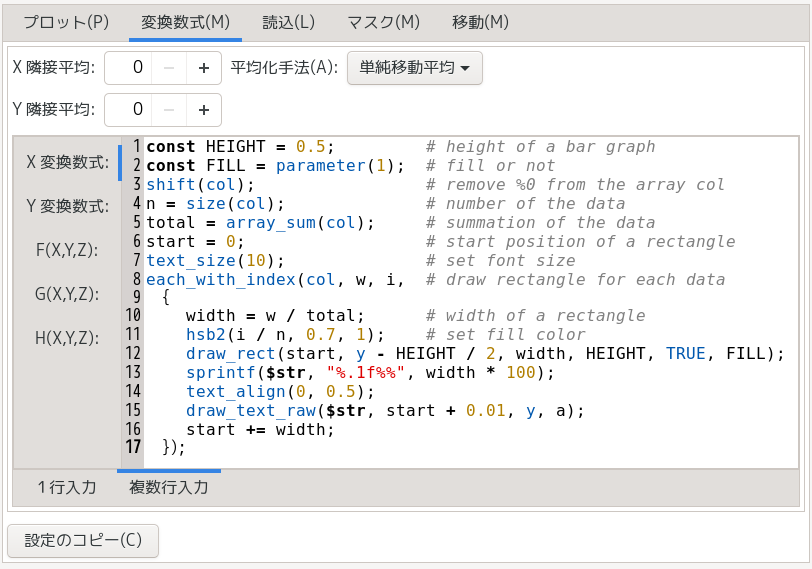 プロット(P) 変換数式(M) 読込(L) マスク(M) 移動(M)
X 隣接平均: 0 − + 平均化手法(A): 単純移動平均
Y 隣接平均: 0 − +
X 変換数式:
Y 変換数式:
F(X,Y,Z):
G(X,Y,Z):
H(X,Y,Z):
1 const HEIGHT = 0.5;         # height of a bar graph
2 const FILL = parameter(1);  # fill or not
3 shift(col);                 # remove %0 from the array col
4 n = size(col);              # number of the data
5 total = array_sum(col);     # summation of the data
6 start = 0;                  # start position of a rectangle
7 text_size(10);              # set font size
8 each_with_index(col, w, i,  # draw rectangle for each data
9   {
10     width = w / total;      # width of a rectangle
11     hsb2(i / n, 0.7, 1);    # set fill color
12     draw_rect(start, y - HEIGHT / 2, width, HEIGHT, TRUE, FILL);
13     sprintf($str, "%.1f%%", width * 100);
14     text_align(0, 0.5);
15     draw_text_raw($str, start + 0.01, y, a);
16     start += width;
17   });
1行入力 複数行入力
設定のコピー(C)